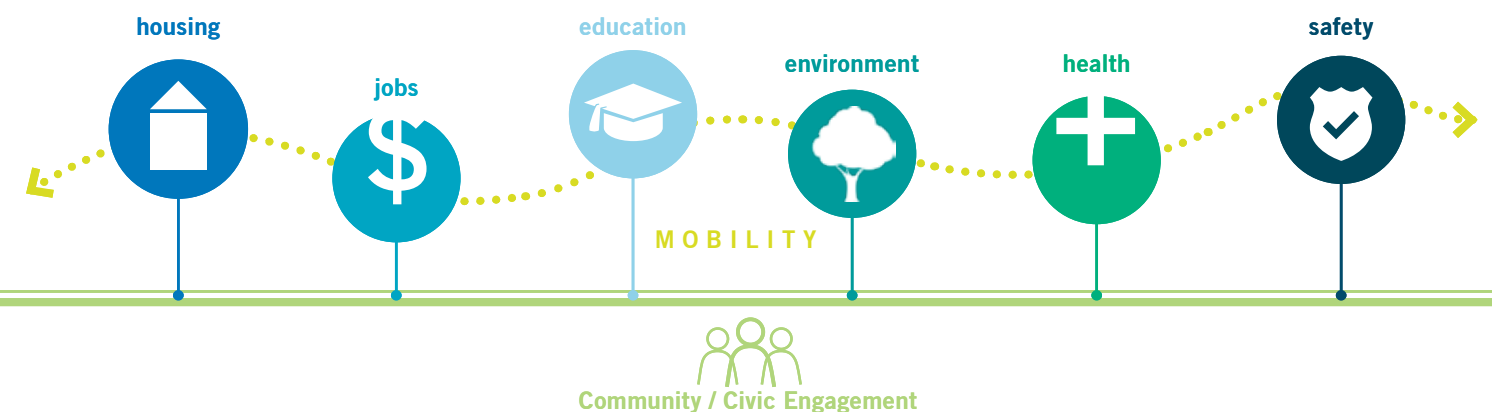 housing
jobs
education
environment
health
safety
$
MOBILITY
Community / Civic Engagement